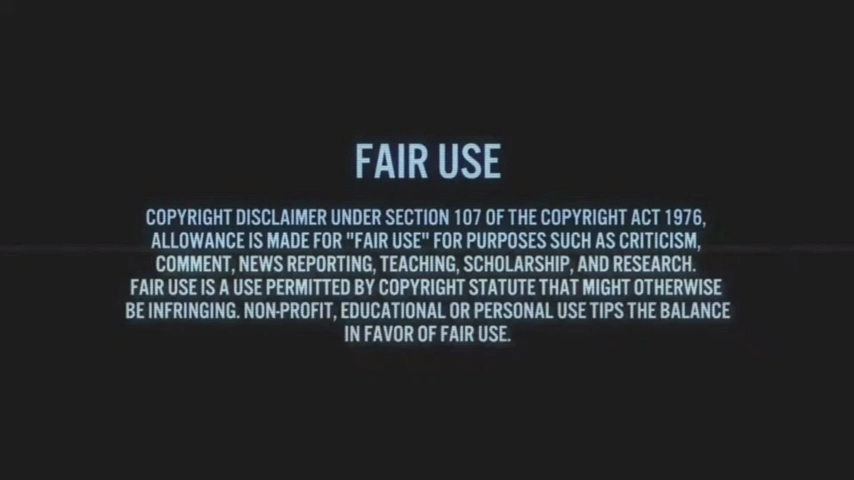 FAIR USE
COPYRIGHT DISCLAIMER UNDER SECTION 107 OF THE COPYRIGHT ACT 1976,
ALLOWANCE IS MADE FOR "FAIR USE" FOR PURPOSES SUCH AS CRITICISM,
COMMENT, NEWS REPORTING, TEACHING, SCHOLARSHIP, AND RESEARCH.
FAIR USE IS A USE PERMITTED BY COPYRIGHT STATUTE THAT MIGHT OTHERWISE
BE INFRINGING. NON-PROFIT, EDUCATIONAL OR PERSONAL USE TIPS THE BALANCE
IN FAVOR OF FAIR USE.